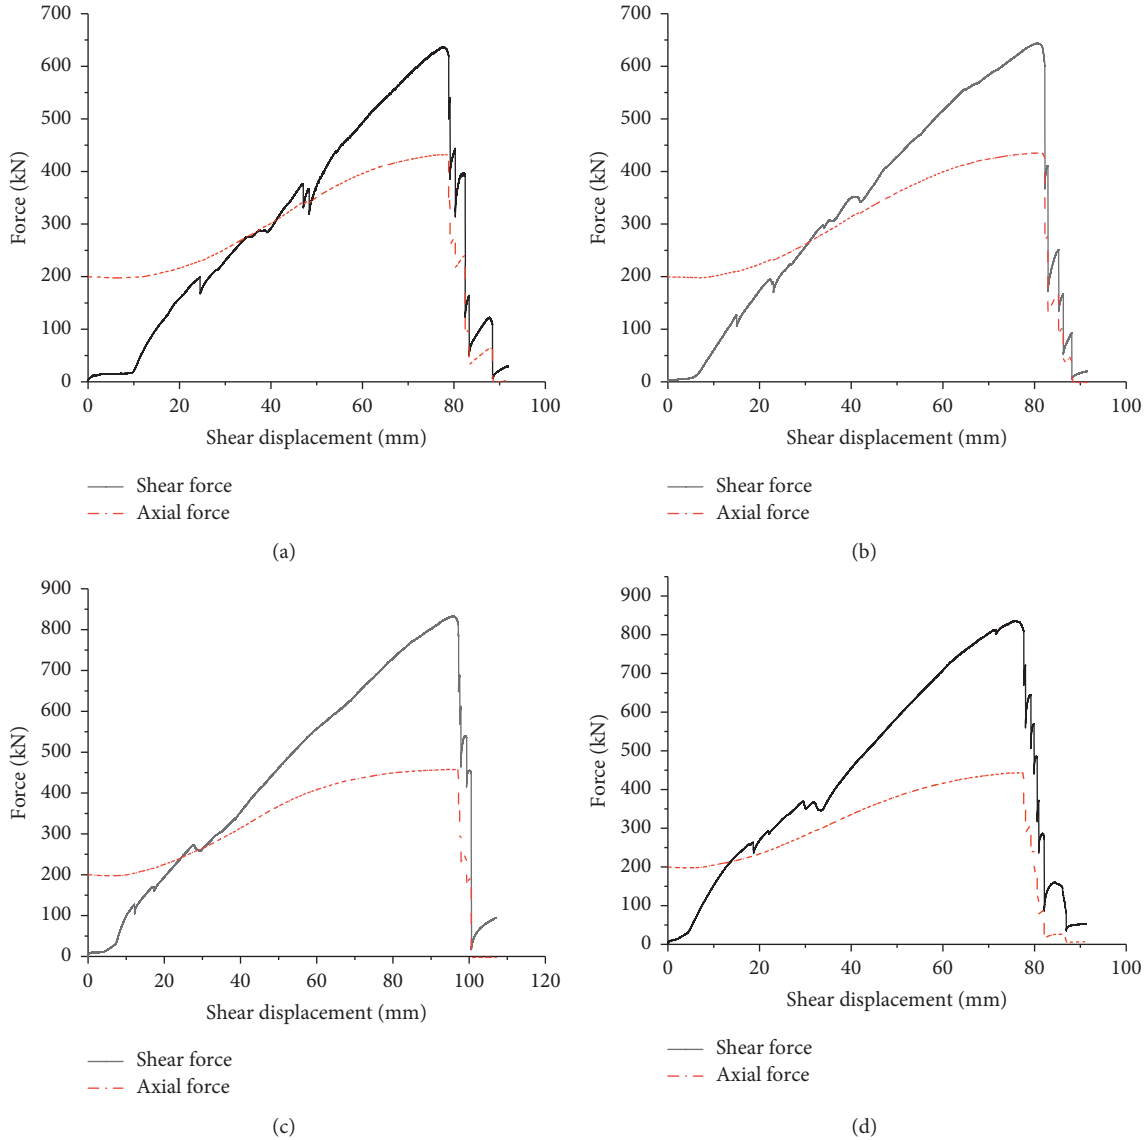 700
600
500
400
300
200
100
0
Force (kN)
0 20 40 60 80 100
Shear displacement (mm)
Shear force
Axial force
(a)
700
600
500
400
300
200
100
0
Force (kN)
0 20 40 60 80 100
Shear displacement (mm)
Shear force
Axial force
(b)
900
800
700
600
500
400
300
200
100
0
Force (kN)
0 20 40 60 80 100 120
Shear displacement (mm)
Shear force
Axial force
(c)
900
800
700
600
500
400
300
200
100
0
Force (kN)
0 20 40 60 80 100
Shear displacement (mm)
Shear force
Axial force
(d)